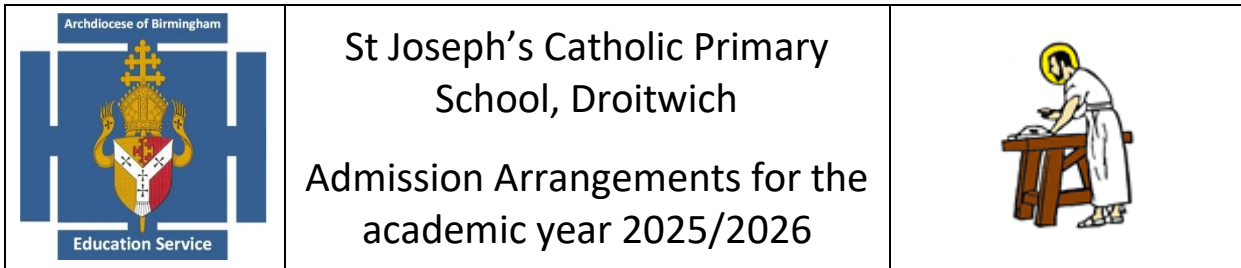 Archdiocese of Birmingham
Education Service
St Joseph’s Catholic Primary
School, Droitwich
Admission Arrangements for the
academic year 2025/2026